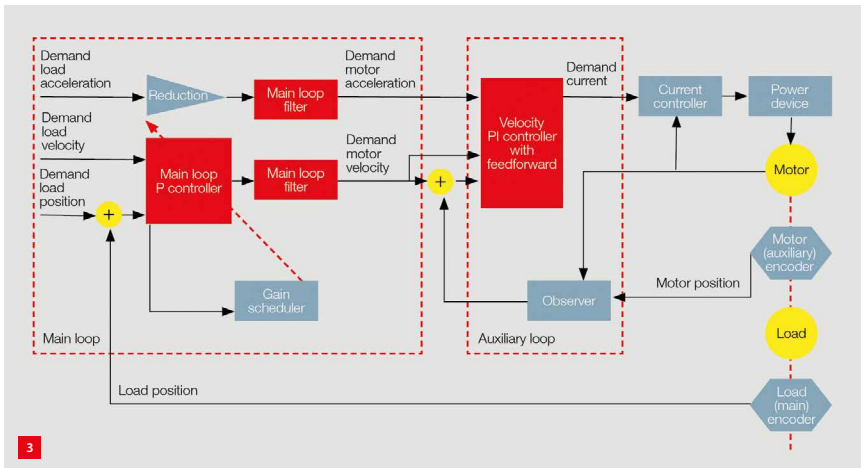 Demand
load
acceleration
Reduction
Main loop
filter
Demand
motor
acceleration
Demand
current
Current
controller
Power
device
Demand
load
velocity
Velocity
PI controller
with
feedforward
Main loop
P controller
Main loop
filter
Demand
motor
velocity
Motor
Demand
load
position
+
+
Motor
(auxiliary)
encoder
Motor position
Gain
scheduler
Observer
Load
Main loop
Auxiliary loop
Load position
Load
(main)
encoder
3